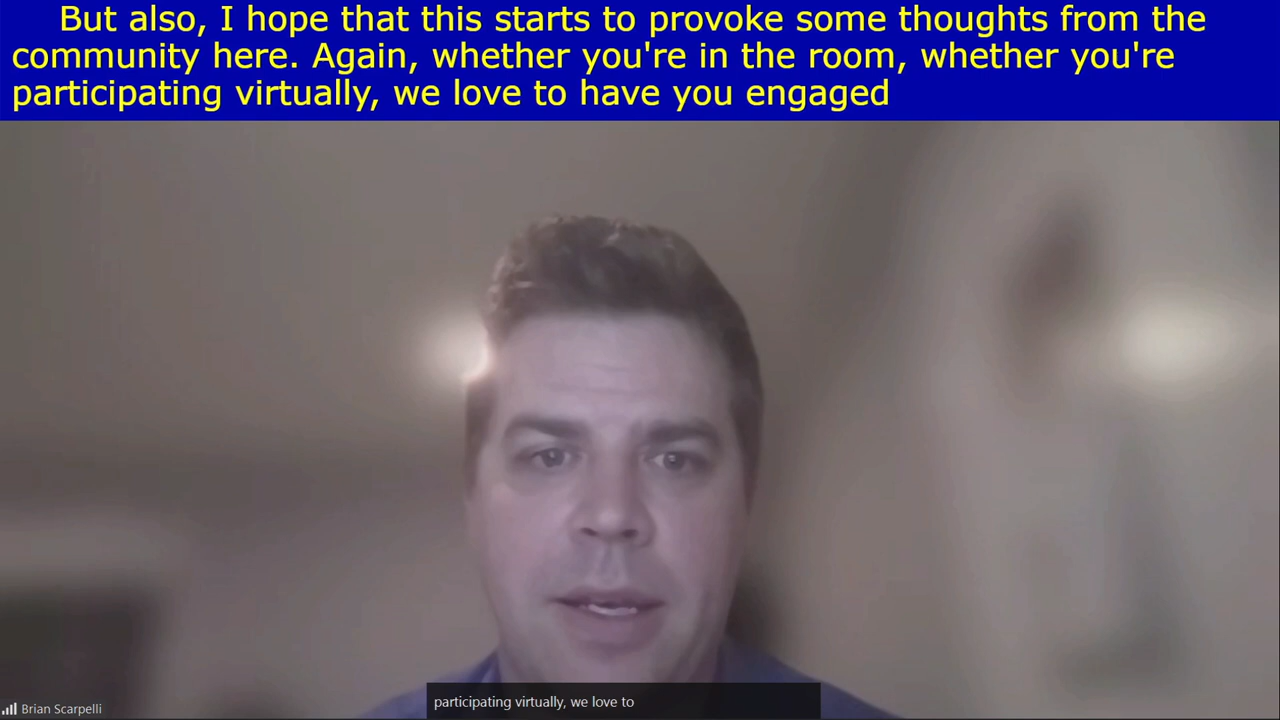 But also, I hope that this starts to provoke some thoughts from the
community here. Again, whether you're in the room, whether you're
participating virtually, we love to have you engaged
participating virtually, we love to
Brian Scarpelli